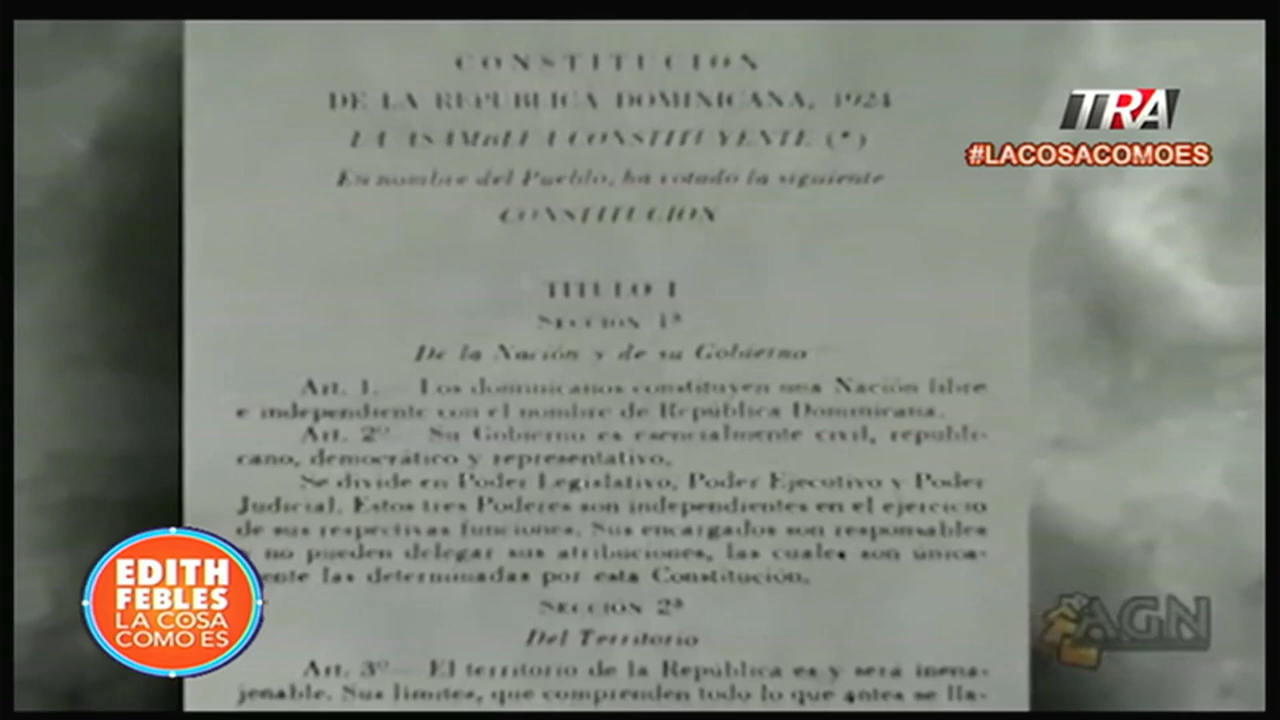 CONSTITUCION
DE LA REPUBLICA DOMINICANA, 1924
LA ASAMBLEA CONSTITUYENTE (*)
En nombre del Pueblo, ha votado la siguiente
CONSTITUCION
TITULO I
SECCION 1ª
De la Nación y de su Gobierno
Art. 1. Los dominicanos constituyen una Nación libre
e independiente con el nombre de República Dominicana.
Art. 2º Su Gobierno es esencialmente civil, republi-
cano, democrático y representativo.
Se divide en Poder Legislativo, Poder Ejecutivo y Poder
Judicial. Estos tres Poderes son independientes en el ejercicio
de sus respectivas funciones. Sus encargados son responsables
y no pueden delegar sus atribuciones, las cuales son única-
mente las determinadas por esta Constitución.
SECCIÓN 2ª
Del Territorio
Art. 3º— El territorio de la República es y será inena-
jenable. Sus límites, que comprenden todo lo que antes se lla-
TRA
#LACOSACOMOES
EDITH
FEBLES
LA COSA
COMO ES
AGN